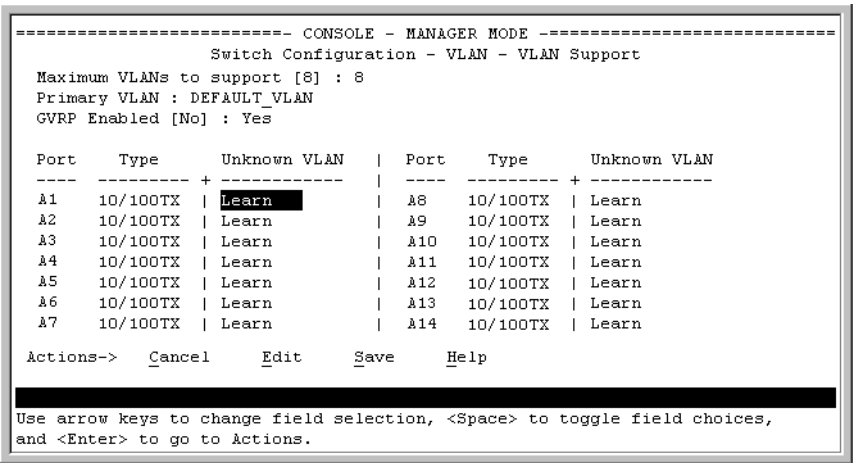 ===========================- CONSOLE - MANAGER MODE -============================
Switch Configuration - VLAN - VLAN Support
Maximum VLANs to support [8] : 8
Primary VLAN : DEFAULT_VLAN
GVRP Enabled [No] : Yes
Port Type Unknown VLAN | Port Type Unknown VLAN
---- --------- + ------------ | ---- --------- + ------------
A1 10/100TX | Learn | A8 10/100TX | Learn
A2 10/100TX | Learn | A9 10/100TX | Learn
A3 10/100TX | Learn | A10 10/100TX | Learn
A4 10/100TX | Learn | A11 10/100TX | Learn
A5 10/100TX | Learn | A12 10/100TX | Learn
A6 10/100TX | Learn | A13 10/100TX | Learn
A7 10/100TX | Learn | A14 10/100TX | Learn
Actions-> Cancel Edit Save Help
Use arrow keys to change field selection, <Space> to toggle field choices,
and <Enter> to go to Actions.